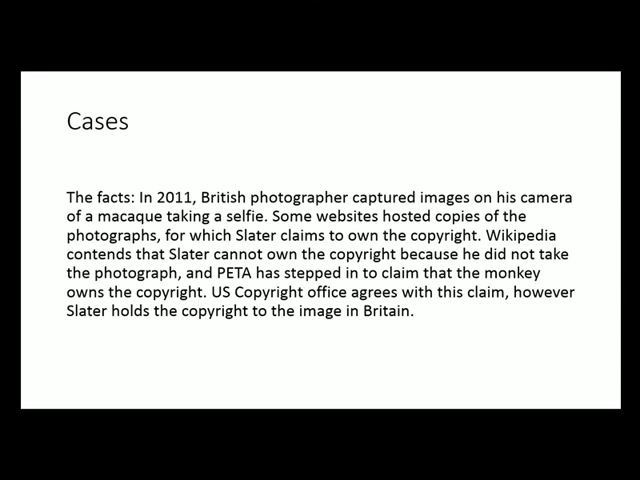 Cases
The facts: In 2011, British photographer captured images on his camera
of a macaque taking a selfie. Some websites hosted copies of the
photographs, for which Slater claims to own the copyright. Wikipedia
contends that Slater cannot own the copyright because he did not take
the photograph, and PETA has stepped in to claim that the monkey
owns the copyright. US Copyright office agrees with this claim, however
Slater holds the copyright to the image in Britain.